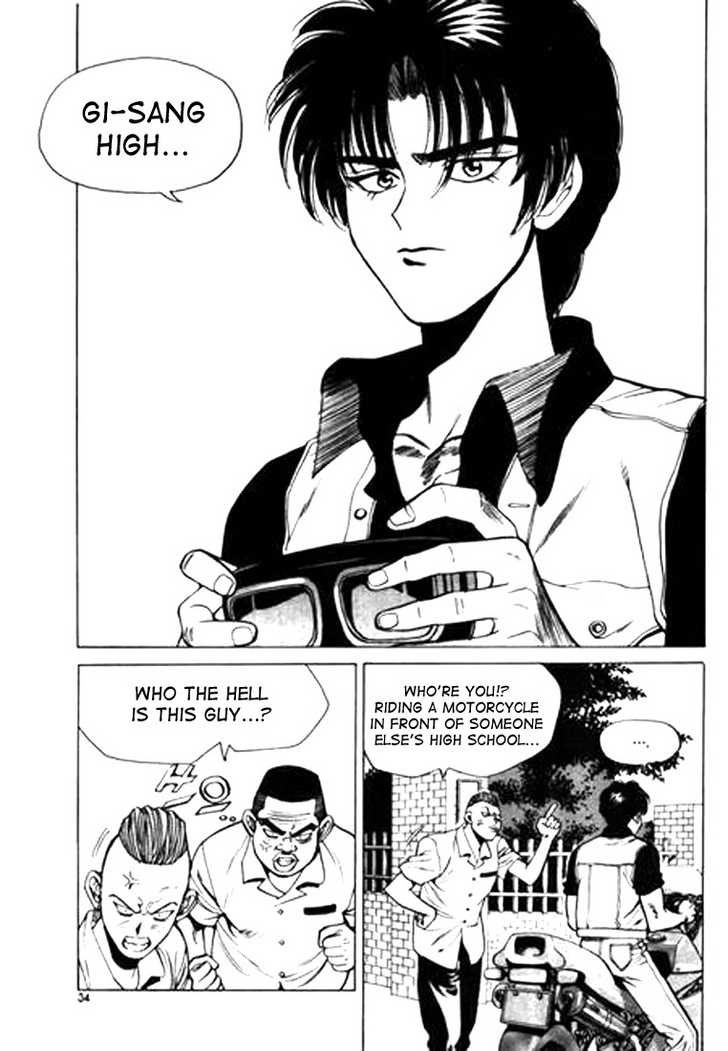 GI-SANG
HIGH...
WHO THE HELL
IS THIS GUY...?
WHO'RE YOU!?
RIDING A MOTORCYCLE
IN FRONT OF SOMEONE
ELSE'S HIGH SCHOOL...
...
34